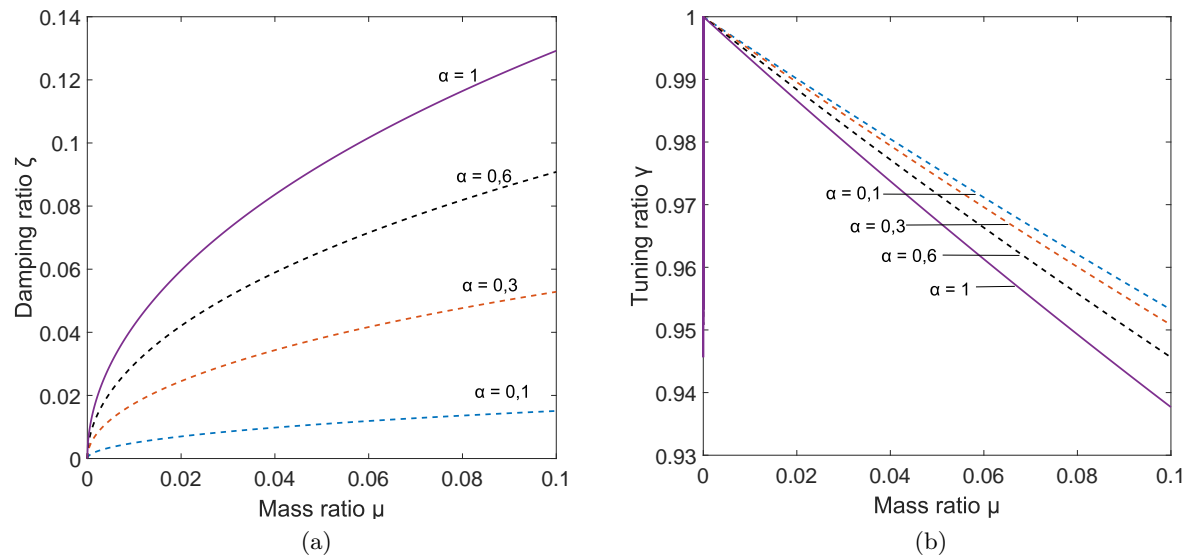 0.14
0.12
0.1
0.08
0.06
0.04
0.02
0
Damping ratio ζ
α = 1
α = 0,6
α = 0,3
α = 0,1
0 0.02 0.04 0.06 0.08 0.1
Mass ratio μ
(a)
1
0.99
0.98
0.97
0.96
0.95
0.94
0.93
Tuning ratio γ
α = 0,1
α = 0,3
α = 0,6
α = 1
0 0.02 0.04 0.06 0.08 0.1
Mass ratio μ
(b)